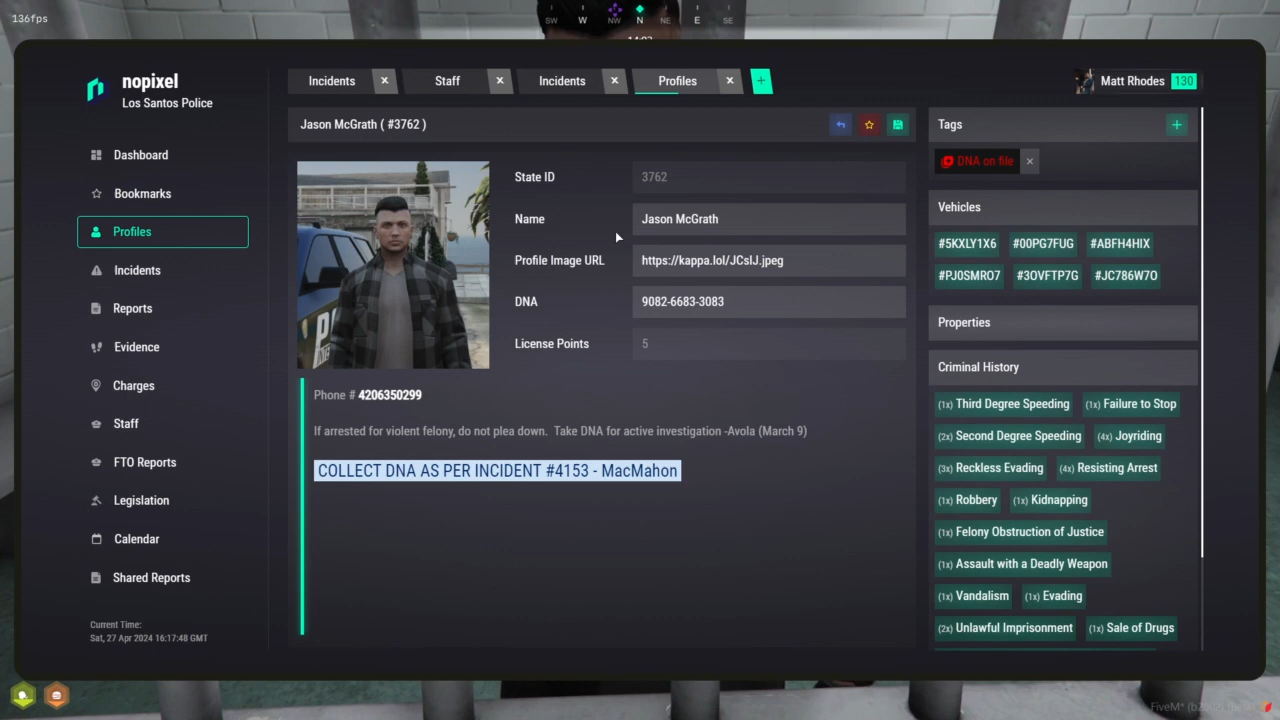 136fps
SW W NW N NE E SE
nopixel
Los Santos Police
Incidents × Staff × Incidents × Profiles × +
Matt Rhodes 130
Dashboard
Bookmarks
Profiles
Incidents
Reports
Evidence
Charges
Staff
FTO Reports
Legislation
Calendar
Shared Reports
Current Time:
Sat, 27 Apr 2024 16:17:48 GMT
Jason McGrath ( #3762 )
State ID 3762
Name Jason McGrath
Profile Image URL https://kappa.lol/JCslJ.jpeg
DNA 9082-6683-3083
License Points 5
Phone # 4206350299
If arrested for violent felony, do not plea down. Take DNA for active investigation -Avola (March 9)
COLLECT DNA AS PER INCIDENT #4153 - MacMahon
Tags +
DNA on file ×
Vehicles
#5KXLY1X6 #00PG7FUG #ABFH4HIX
#PJ0SMRO7 #3OVFTP7G #JC786W7O
Properties
Criminal History
(1x) Third Degree Speeding (1x) Failure to Stop
(2x) Second Degree Speeding (4x) Joyriding
(3x) Reckless Evading (4x) Resisting Arrest
(1x) Robbery (1x) Kidnapping
(1x) Felony Obstruction of Justice
(1x) Assault with a Deadly Weapon
(1x) Vandalism (1x) Evading
(2x) Unlawful Imprisonment (1x) Sale of Drugs
FiveM*